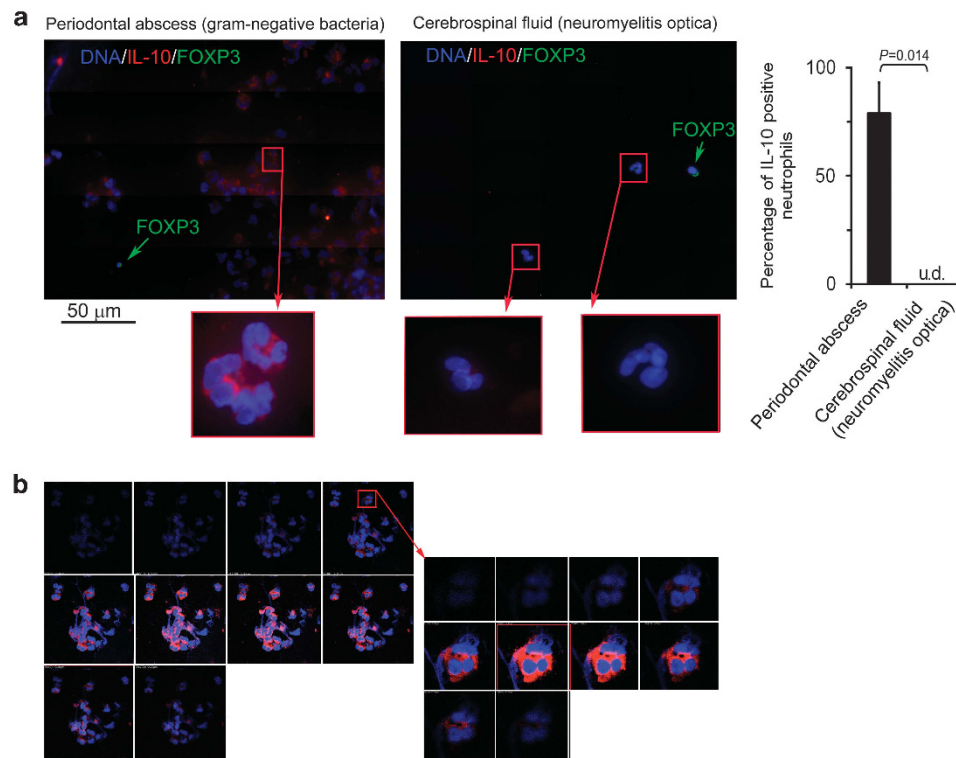 a
Periodontal abscess (gram-negative bacteria)
Cerebrospinal fluid (neuromyelitis optica)
DNA/IL-10/FOXP3
DNA/IL-10/FOXP3
FOXP3
FOXP3
50 μm
P=0.014
100
50
0
Percentage of IL-10 positive
neutrophils
u.d.
Periodontal abscess
Cerebrospinal fluid
(neuromyelitis optica)
b